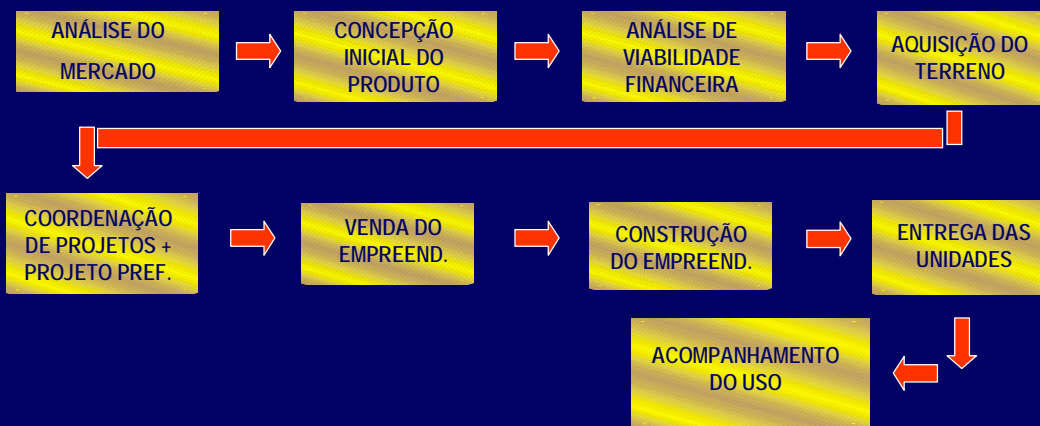 ANÁLISE DO
MERCADO
CONCEPÇÃO
INICIAL DO
PRODUTO
ANÁLISE DE
VIABILIDADE
FINANCEIRA
AQUISIÇÃO DO
TERRENO
COORDENAÇÃO
DE PROJETOS +
PROJETO PREF.
VENDA DO
EMPREEND.
CONSTRUÇÃO
DO EMPREEND.
ENTREGA DAS
UNIDADES
ACOMPANHAMENTO
DO USO